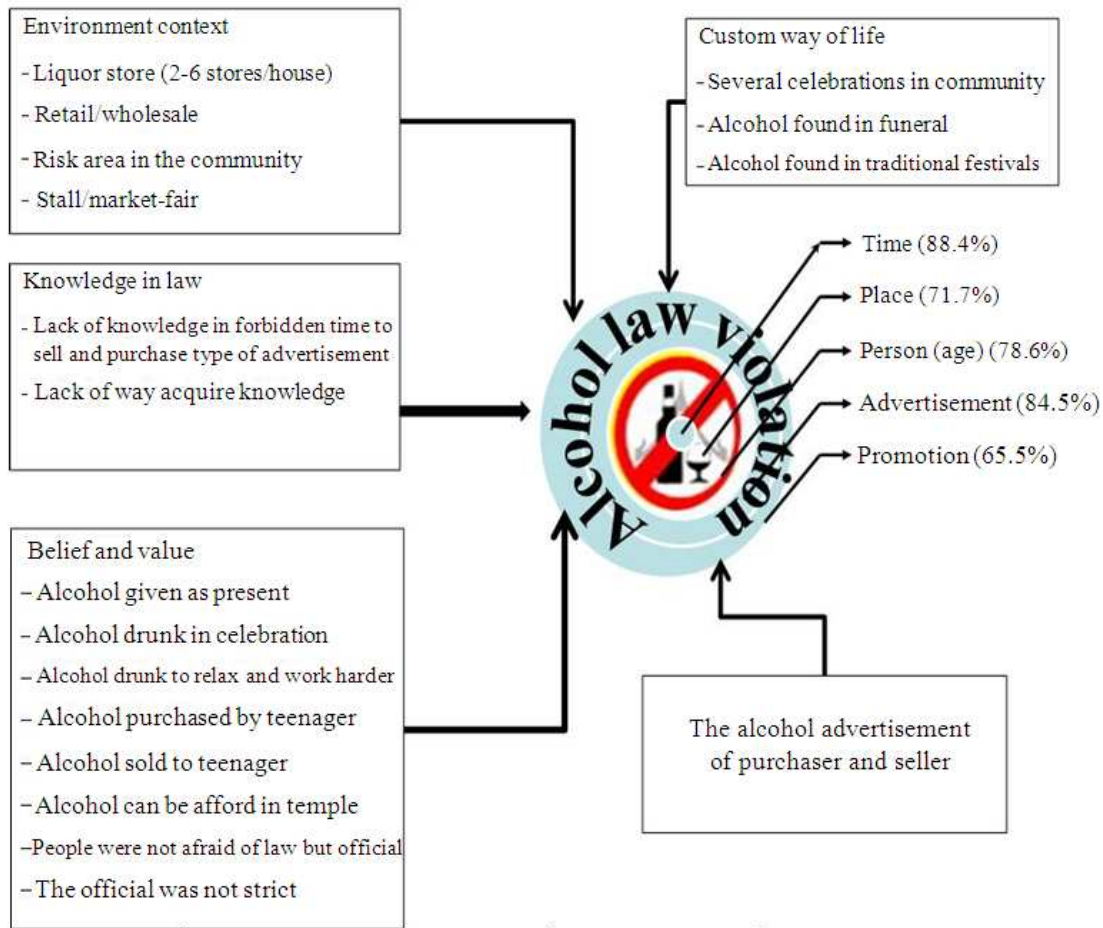 Environment context
- Liquor store (2-6 stores/house)
- Retail/wholesale
- Risk area in the community
- Stall/market-fair
Custom way of life
- Several celebrations in community
- Alcohol found in funeral
- Alcohol found in traditional festivals
Knowledge in law
- Lack of knowledge in forbidden time to
sell and purchase type of advertisement
- Lack of way acquire knowledge
Alcohol law violation
Time (88.4%)
Place (71.7%)
Person (age) (78.6%)
Advertisement (84.5%)
Promotion (65.5%)
Belief and value
- Alcohol given as present
- Alcohol drunk in celebration
- Alcohol drunk to relax and work harder
- Alcohol purchased by teenager
- Alcohol sold to teenager
- Alcohol can be afford in temple
-People were not afraid of law but official
- The official was not strict
The alcohol advertisement
of purchaser and seller